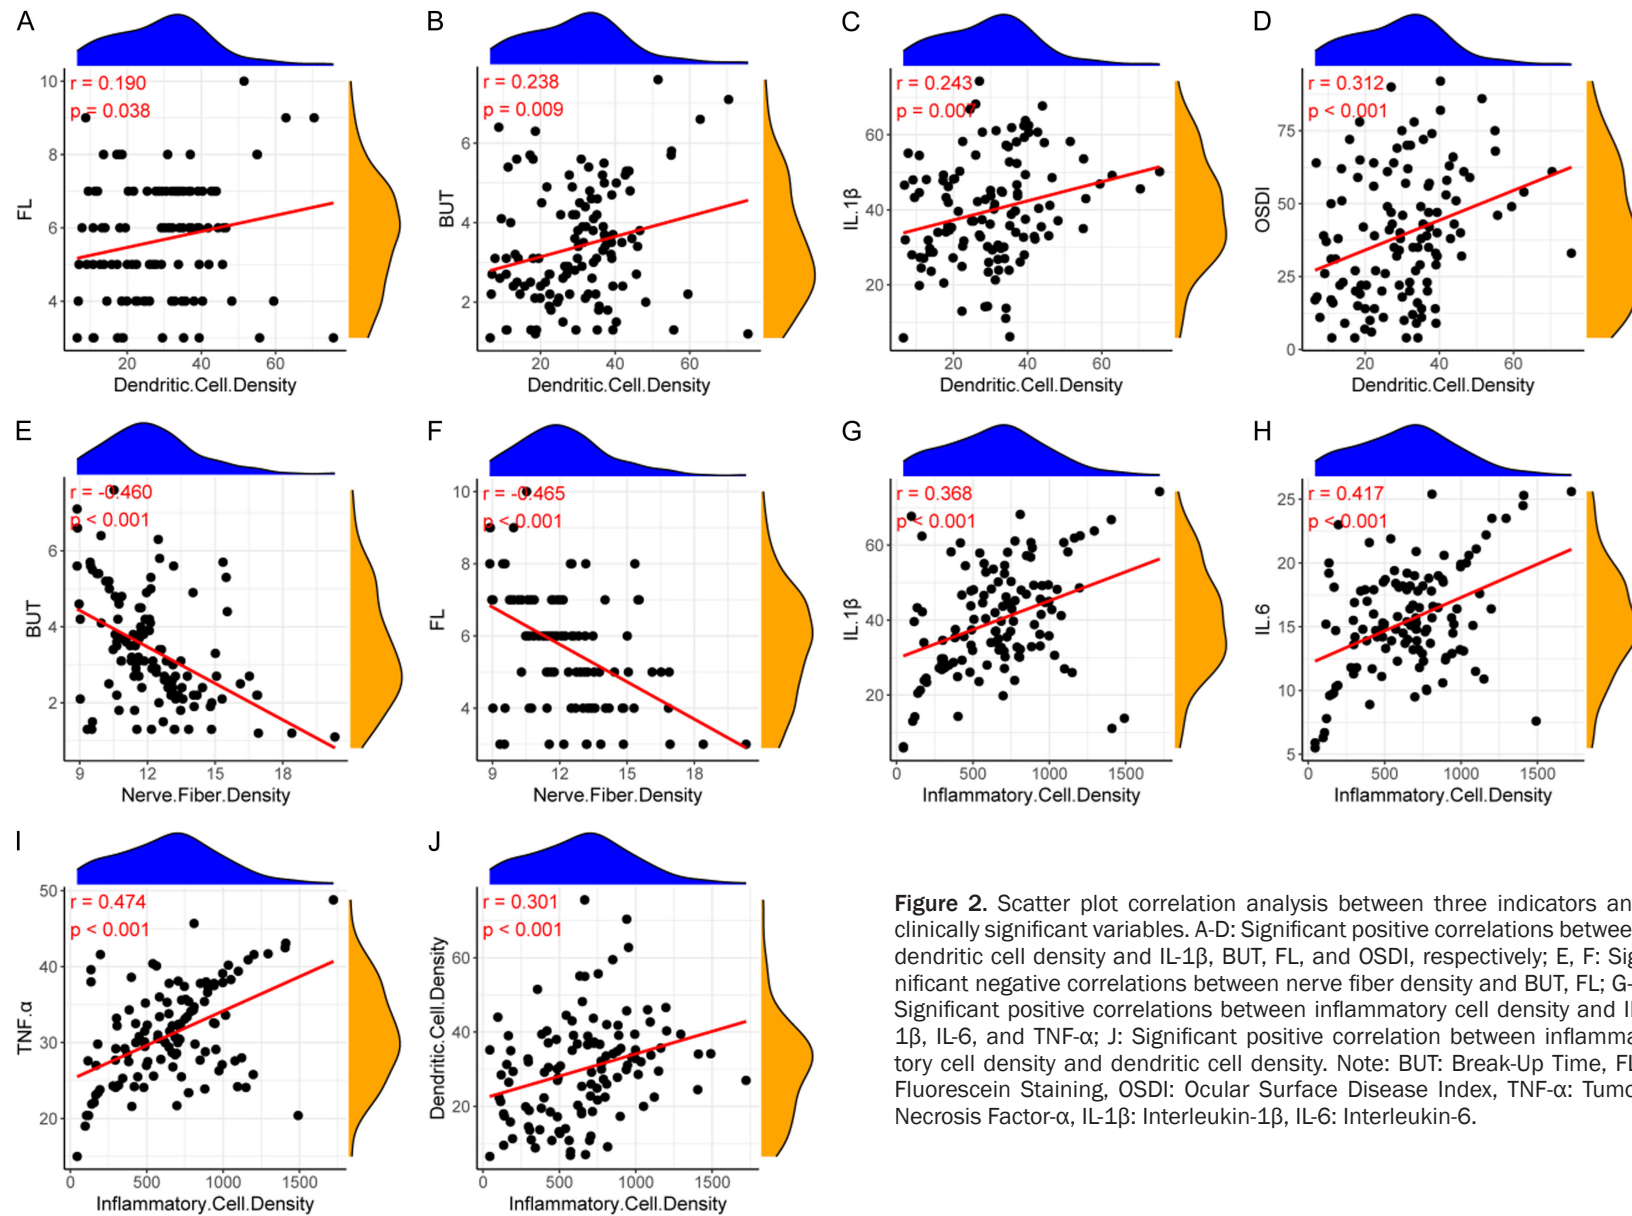 A
r = 0.190
p = 0.038
FL
10
8
6
4
20
40
60
Dendritic.Cell.Density
B
r = 0.238
p = 0.009
BUT
6
4
2
20
40
60
Dendritic.Cell.Density
C
r = 0.243
p = 0.007
IL.1β
60
40
20
20
40
60
Dendritic.Cell.Density
D
r = 0.312
p < 0.001
OSDI
75
50
25
0
20
40
60
Dendritic.Cell.Density
E
r = -0.460
p < 0.001
BUT
6
4
2
9
12
15
18
Nerve.Fiber.Density
F
r = -0.465
p < 0.001
FL
10
8
6
4
9
12
15
18
Nerve.Fiber.Density
G
r = 0.368
p < 0.001
IL.1β
60
40
20
0
500
1000
1500
Inflammatory.Cell.Density
H
r = 0.417
p < 0.001
IL.6
25
20
15
10
5
0
500
1000
1500
Inflammatory.Cell.Density
I
r = 0.474
p < 0.001
TNF.α
50
40
30
20
0
500
1000
1500
Inflammatory.Cell.Density
J
r = 0.301
p < 0.001
Dendritic.Cell.Density
60
40
20
0
500
1000
1500
Inflammatory.Cell.Density
Figure 2. Scatter plot correlation analysis between three indicators an
clinically significant variables. A-D: Significant positive correlations between
dendritic cell density and IL-1β, BUT, FL, and OSDI, respectively; E, F: Sig
nificant negative correlations between nerve fiber density and BUT, FL; G-
Significant positive correlations between inflammatory cell density and I
1β, IL-6, and TNF-α; J: Significant positive correlation between inflamma
tory cell density and dendritic cell density. Note: BUT: Break-Up Time, FL
Fluorescein Staining, OSDI: Ocular Surface Disease Index, TNF-α: Tumo
Necrosis Factor-α, IL-1β: Interleukin-1β, IL-6: Interleukin-6.